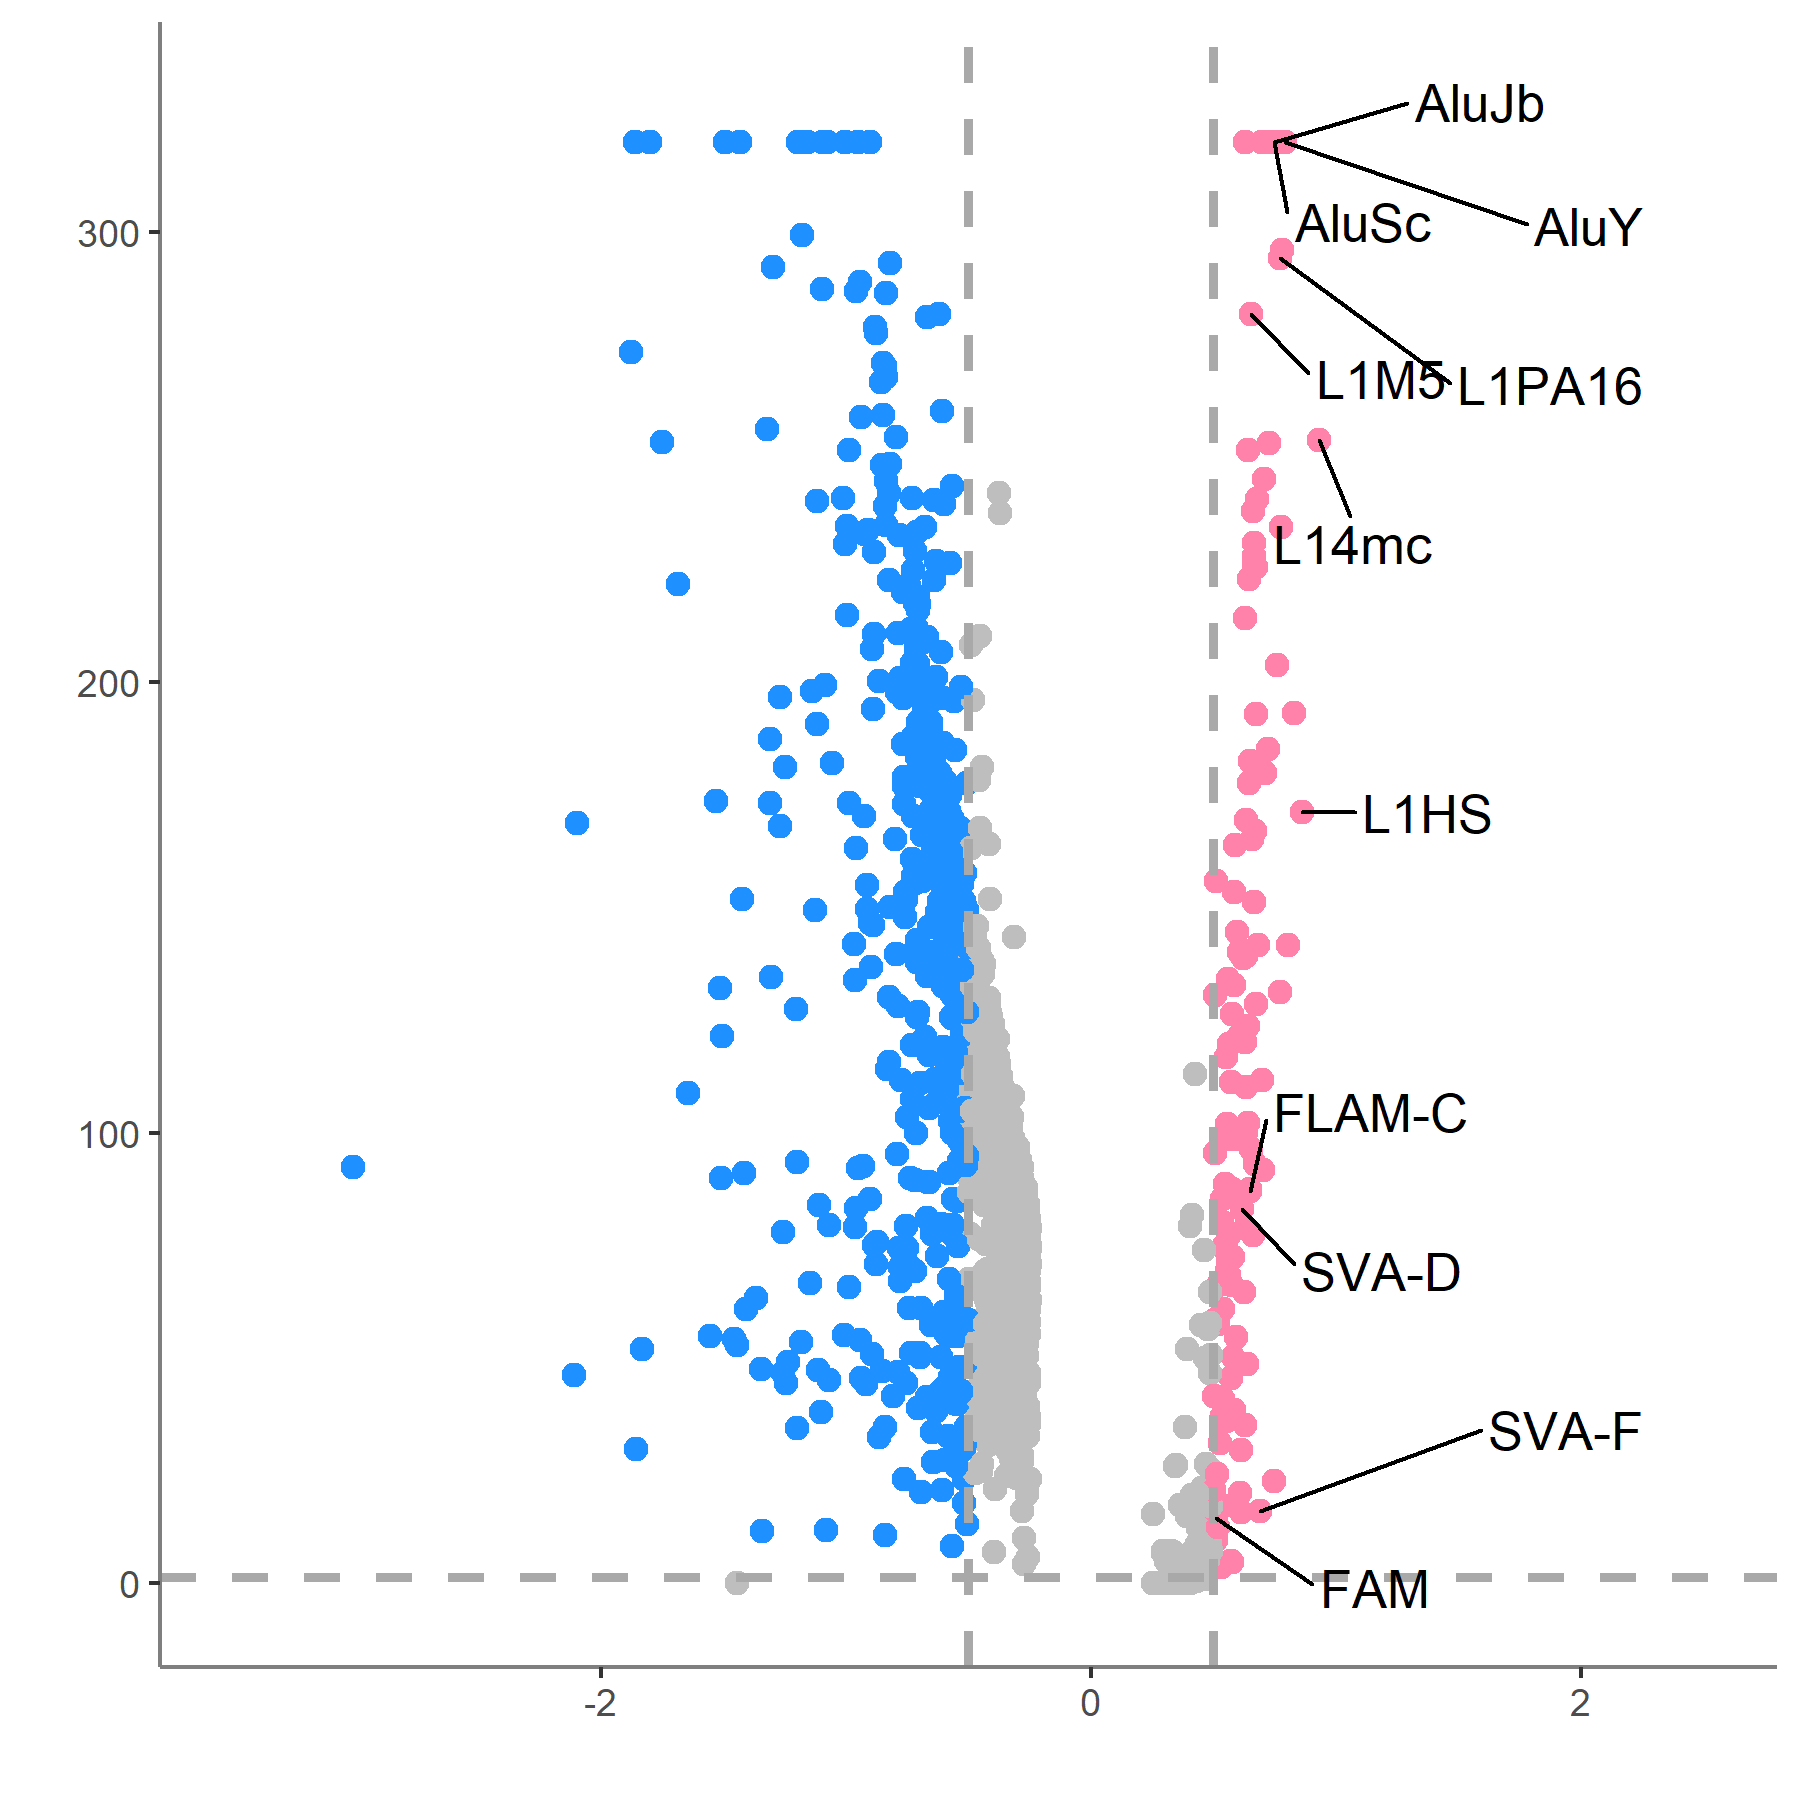 AluJb
AluSc
AluY
300
L1M5
L1PA16
L14mc
200
L1HS
100
FLAM-C
SVA-D
SVA-F
FAM
0
-2
0
2